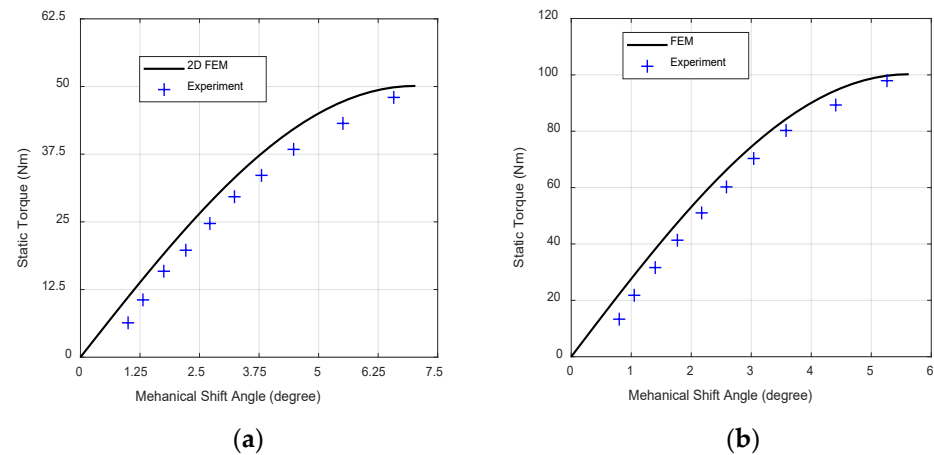 62.5
50
37.5
25
12.5
0
Static Torque (Nm)
2D FEM
Experiment
0 1.25 2.5 3.75 5 6.25 7.5
Mehanical Shift Angle (degree)
(a)
120
100
80
60
40
20
0
Static Torque (Nm)
FEM
Experiment
0 1 2 3 4 5 6
Mehanical Shift Angle (degree)
(b)